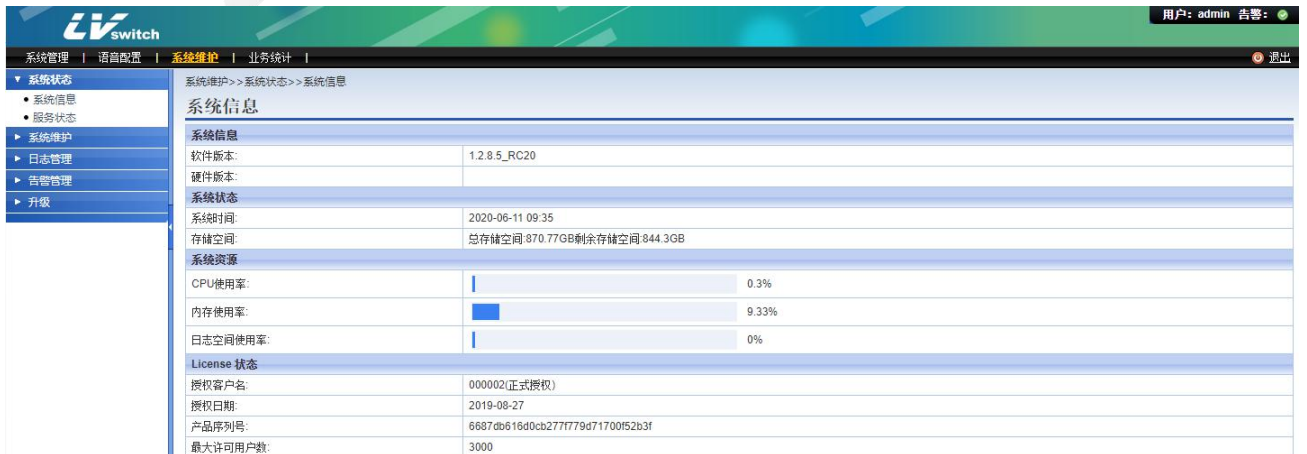 LVswitch
用户: admin 告警:
系统管理 | 语音配置 | 系统维护 | 业务统计 | 退出
系统状态
系统信息
服务状态
系统维护
日志管理
告警管理
升级
系统维护>>系统状态>>系统信息
系统信息
系统信息
软件版本: 1.2.8.5_RC20
硬件版本:
系统状态
系统时间: 2020-06-11 09:35
存储空间: 总存储空间:870.77GB剩余存储空间:844.3GB
系统资源
CPU使用率: 0.3%
内存使用率: 9.33%
日志空间使用率: 0%
License 状态
授权客户名: 000002(正式授权)
授权日期: 2019-08-27
产品序列号: 6687db616d0cb277f779d71700f52b3f
最大许可用户数: 3000